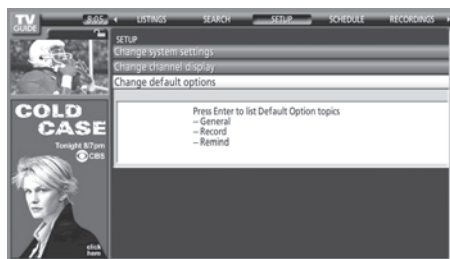 TV GUIDE
8:05
LISTINGS SEARCH SETUP SCHEDULE RECORDINGS
SETUP
Change system settings
Change channel display
Change default options
Press Enter to list Default Option topics
– General
– Record
– Remind
COLD
CASE
Tonight 8/7pm
CBS
click
here